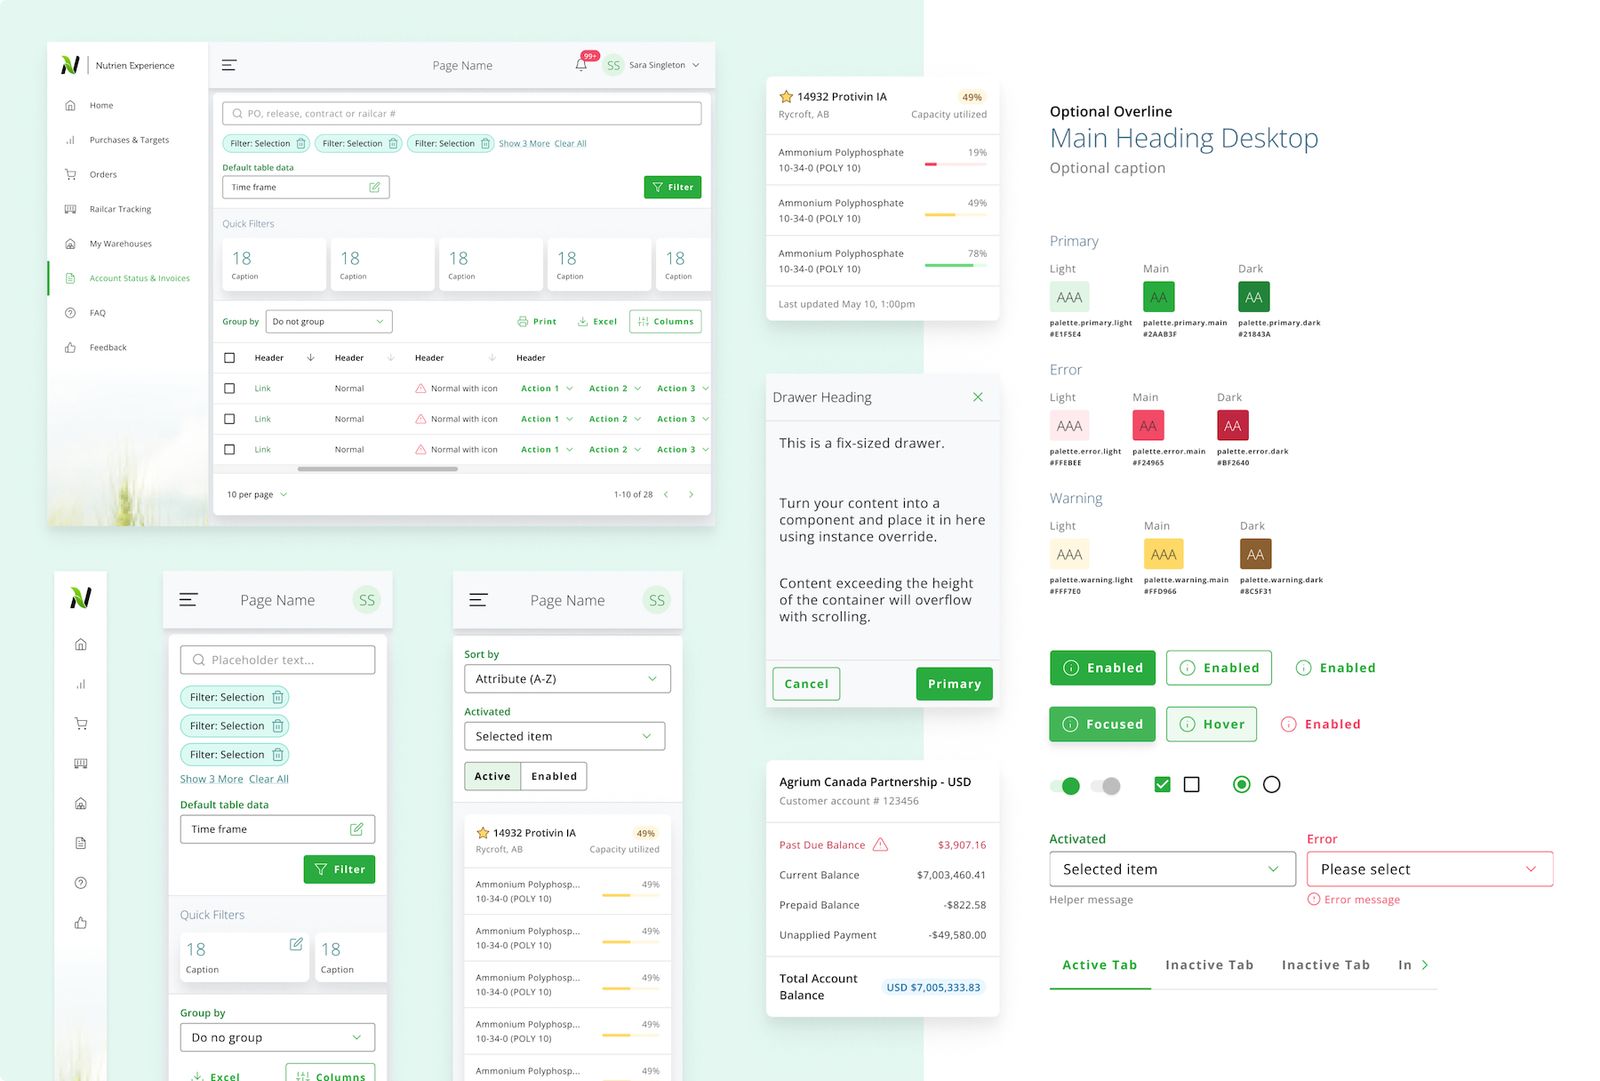 Nutrien Experience
Home
Purchases & Targets
Orders
Railcar Tracking
My Warehouses
Account Status & Invoices
FAQ
Feedback
Page Name
99+
SS
Sara Singleton
PO, release, contract or railcar #
Filter: Selection
Filter: Selection
Filter: Selection
Show 3 More
Clear All
Default table data
Time frame
Filter
Quick Filters
18
Caption
18
Caption
18
Caption
18
Caption
18
Caption
Group by
Do not group
Print
Excel
Columns
Header
Header
Header
Header
Link
Normal
Normal with icon
Action 1
Action 2
Action 3
Link
Normal
Normal with icon
Action 1
Action 2
Action 3
Link
Normal
Normal with icon
Action 1
Action 2
Action 3
10 per page
1-10 of 28
Page Name
SS
Placeholder text...
Filter: Selection
Filter: Selection
Filter: Selection
Show 3 More
Clear All
Default table data
Time frame
Filter
Quick Filters
18
Caption
18
Caption
Group by
Do no group
Excel
Columns
Page Name
SS
Sort by
Attribute (A-Z)
Activated
Selected item
Active
Enabled
14932 Protivin IA
49%
Rycroft, AB
Capacity utilized
Ammonium Polyphosp...
49%
10-34-0 (POLY 10)
Ammonium Polyphosp...
49%
10-34-0 (POLY 10)
Ammonium Polyphosp...
49%
10-34-0 (POLY 10)
Ammonium Polyphosp...
49%
10-34-0 (POLY 10)
Ammonium Polyphosp...
49%
14932 Protivin IA
49%
Rycroft, AB
Capacity utilized
Ammonium Polyphosphate
19%
10-34-0 (POLY 10)
Ammonium Polyphosphate
49%
10-34-0 (POLY 10)
Ammonium Polyphosphate
78%
10-34-0 (POLY 10)
Last updated May 10, 1:00pm
Drawer Heading
This is a fix-sized drawer.
Turn your content into a
component and place it in here
using instance override.
Content exceeding the height
of the container will overflow
with scrolling.
Cancel
Primary
Agrium Canada Partnership - USD
Customer account # 123456
Past Due Balance
$3,907.16
Current Balance
$7,003,460.41
Prepaid Balance
-$822.58
Unapplied Payment
-$49,580.00
Total Account
Balance
USD $7,005,333.83
Optional Overline
Main Heading Desktop
Optional caption
Primary
Light
Main
Dark
AAA
AA
AA
palette.primary.light
palette.primary.main
palette.primary.dark
#E1F5E4
#2AAB3F
#21843A
Error
Light
Main
Dark
AAA
AA
AA
palette.error.light
palette.error.main
palette.error.dark
#FFEBEE
#F24965
#BF2640
Warning
Light
Main
Dark
AAA
AAA
AA
palette.warning.light
palette.warning.main
palette.warning.dark
#FFF7E0
#FFD966
#8C5F31
Enabled
Enabled
Enabled
Focused
Hover
Enabled
Activated
Error
Selected item
Please select
Helper message
Error message
Active Tab
Inactive Tab
Inactive Tab
In